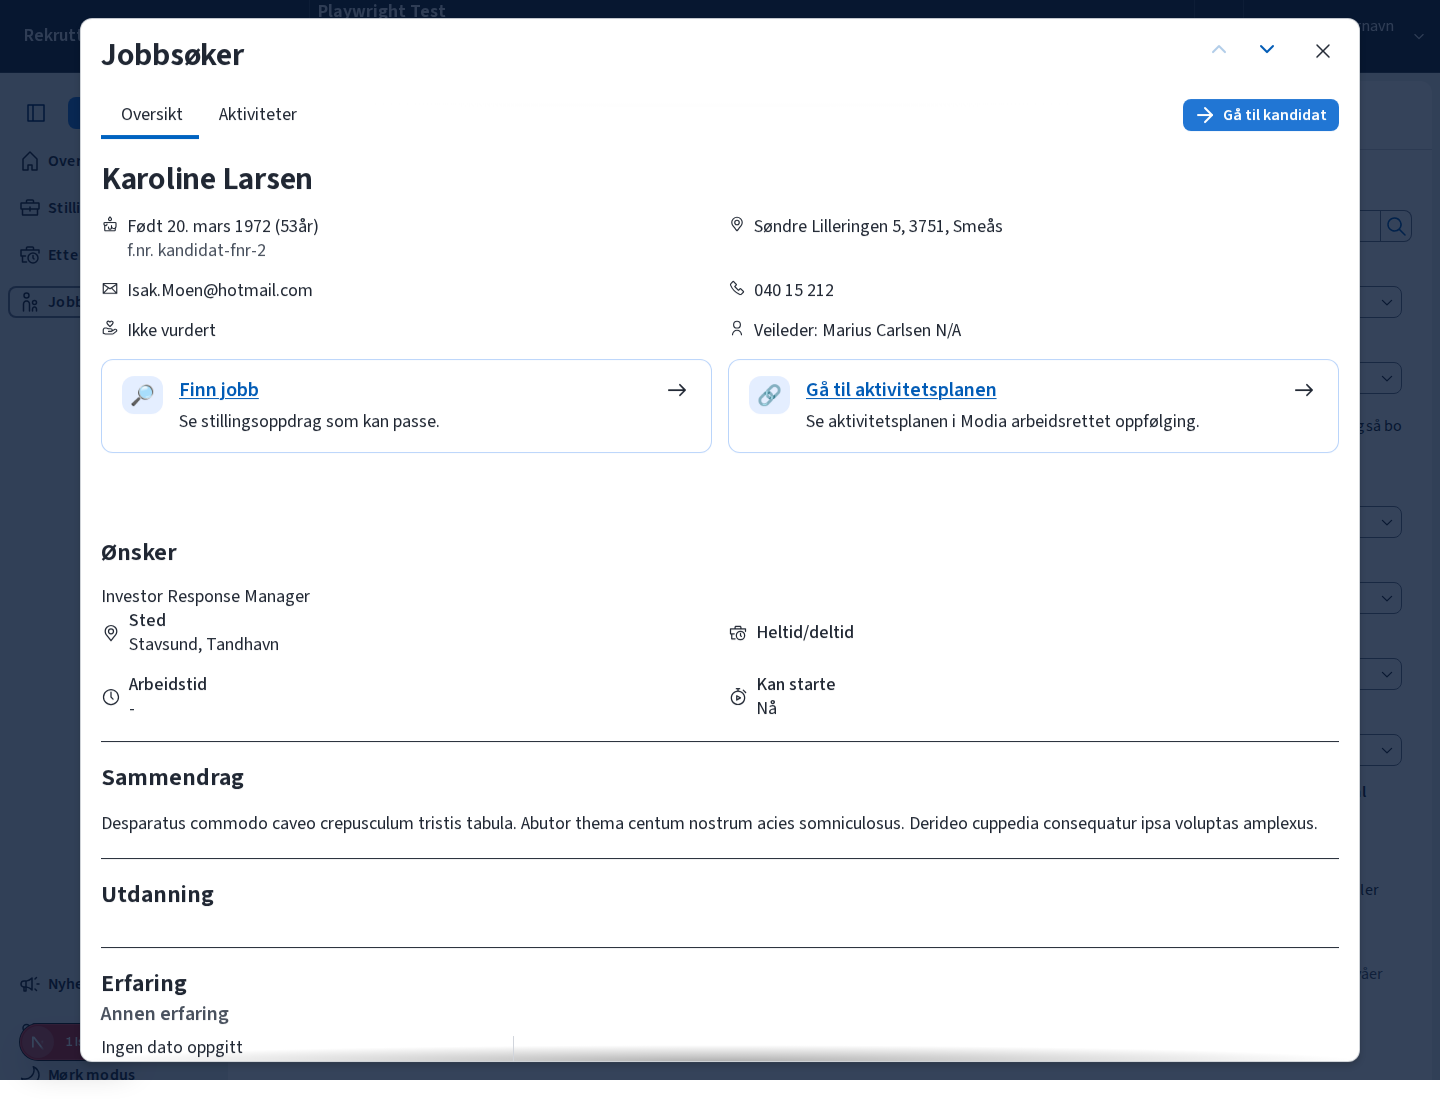 Playwright Test
Jobbsøker
Oversikt
Aktiviteter
Gå til kandidat
Karoline Larsen
Født 20. mars 1972 (53år)
f.nr. kandidat-fnr-2
Søndre Lilleringen 5, 3751, Smeås
Isak.Moen@hotmail.com
040 15 212
Ikke vurdert
Veileder: Marius Carlsen N/A
🔎
Finn jobb
Se stillingsoppdrag som kan passe.
🔗
Gå til aktivitetsplanen
Se aktivitetsplanen i Modia arbeidsrettet oppfølging.
Ønsker
Investor Response Manager
Sted
Stavsund, Tandhavn
Heltid/deltid
Arbeidstid
-
Kan starte
Nå
Sammendrag
Desparatus commodo caveo crepusculum tristis tabula. Abutor thema centum nostrum acies somniculosus. Derideo cuppedia consequatur ipsa voluptas amplexus.
Utdanning
Erfaring
Annen erfaring
Ingen dato oppgitt
Mørk modus